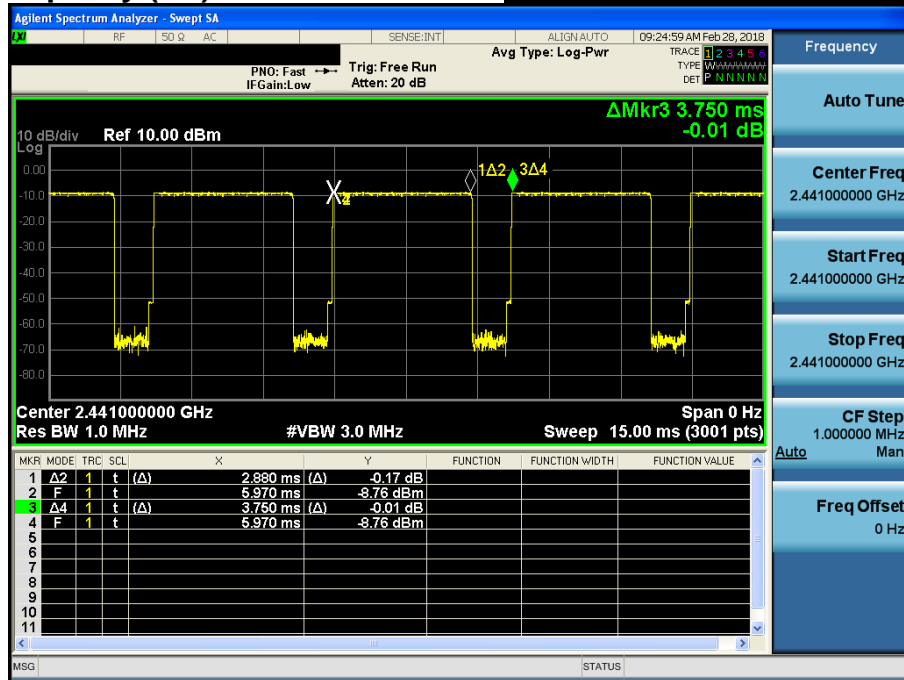 Agilent Spectrum Analyzer - Swept SA
LXI RF 50 Ω AC SENSE:INT ALIGN AUTO 09:24:59 AM Feb 28, 2018
Frequency
Avg Type: Log-Pwr TRACE 1 2 3 4 5 6
PNO: Fast Trig: Free Run TYPE WWWWWW
IFGain:Low Atten: 20 dB DET P N N N N N
Auto Tune
ΔMkr3 3.750 ms
10 dB/div Ref 10.00 dBm -0.01 dB
Log
0.00
-10.0
-20.0
-30.0
-40.0
-50.0
-60.0
-70.0
-80.0
1Δ2 3Δ4
4
Center Freq
2.441000000 GHz
Start Freq
2.441000000 GHz
Stop Freq
2.441000000 GHz
Center 2.441000000 GHz Span 0 Hz
Res BW 1.0 MHz #VBW 3.0 MHz Sweep 15.00 ms (3001 pts)
CF Step
1.000000 MHz
Auto Man
MKR MODE TRC SCL X Y FUNCTION FUNCTION WIDTH FUNCTION VALUE
1 Δ2 1 t (Δ) 2.880 ms (Δ) -0.17 dB
2 F 1 t 5.970 ms -8.76 dBm
3 Δ4 1 t (Δ) 3.750 ms (Δ) -0.01 dB
4 F 1 t 5.970 ms -8.76 dBm
5
6
7
8
9
10
11
Freq Offset
0 Hz
MSG STATUS